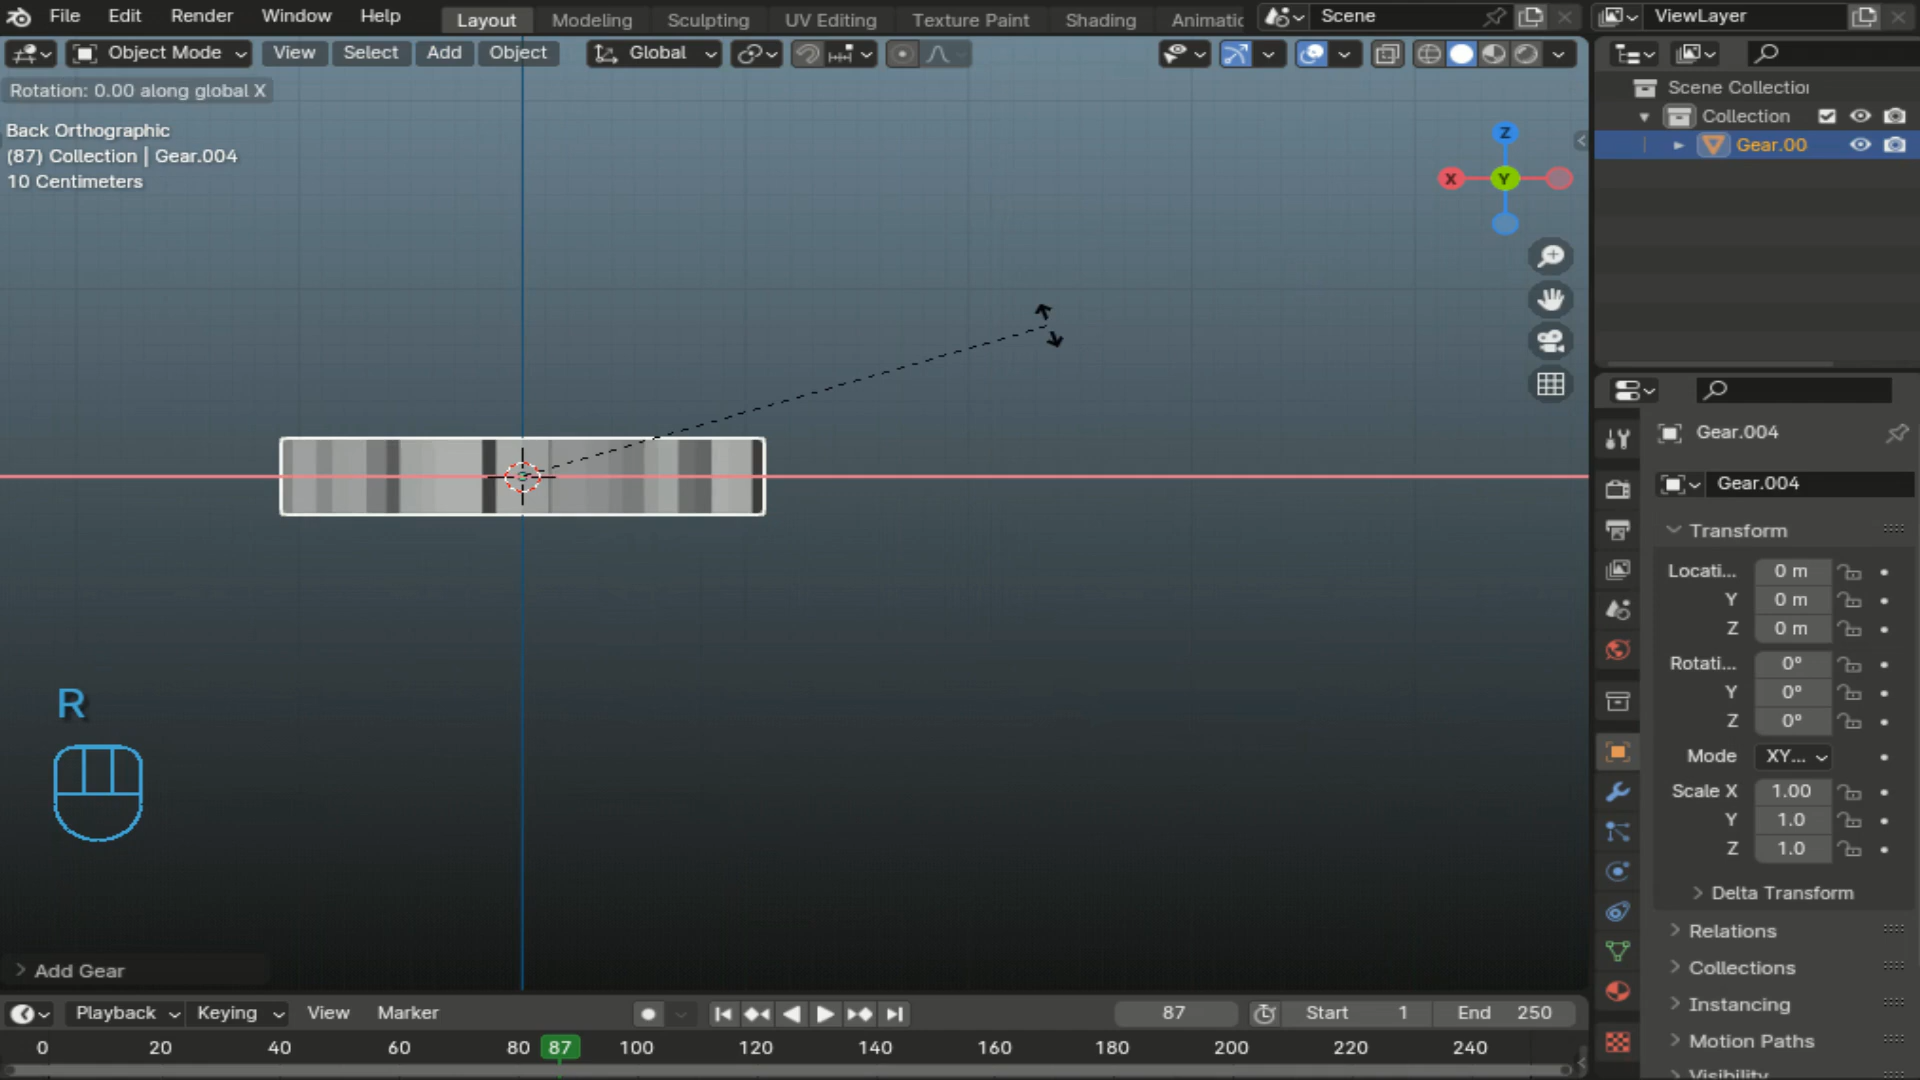 File Edit Render Window Help Layout Modeling Sculpting UV Editing Texture Paint Shading Animatic Scene ViewLayer
Object Mode View Select Add Object Global
Rotation: 0.00 along global X
Back Orthographic
(87) Collection | Gear.004
10 Centimeters
Z
X Y
R
Add Gear
Scene Collection
Collection
Gear.00
Gear.004
Gear.004
Transform
Locati... 0 m
Y 0 m
Z 0 m
Rotati... 0°
Y 0°
Z 0°
Mode XY...
Scale X 1.00
Y 1.0
Z 1.0
Delta Transform
Relations
Collections
Instancing
Motion Paths
Visibility
Playback Keying View Marker 87 Start 1 End 250
0 20 40 60 80 87 100 120 140 160 180 200 220 240